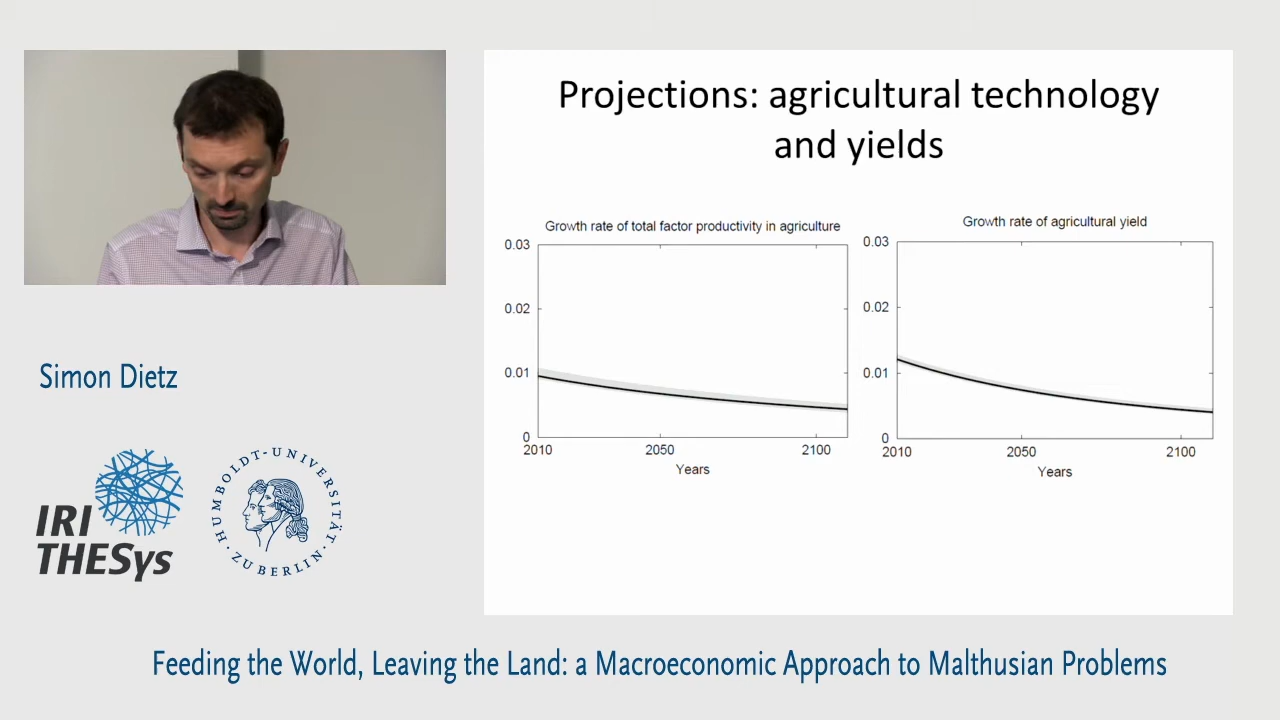 Projections: agricultural technology
and yields
Growth rate of total factor productivity in agriculture
0.03
0.02
0.01
0
2010
2050
2100
Years
Growth rate of agricultural yield
0.03
0.02
0.01
0
2010
2050
2100
Years
Simon Dietz
IRI
THESys
HUMBOLDT-UNIVERSITÄT
· ZU BERLIN ·
Feeding the World, Leaving the Land: a Macroeconomic Approach to Malthusian Problems